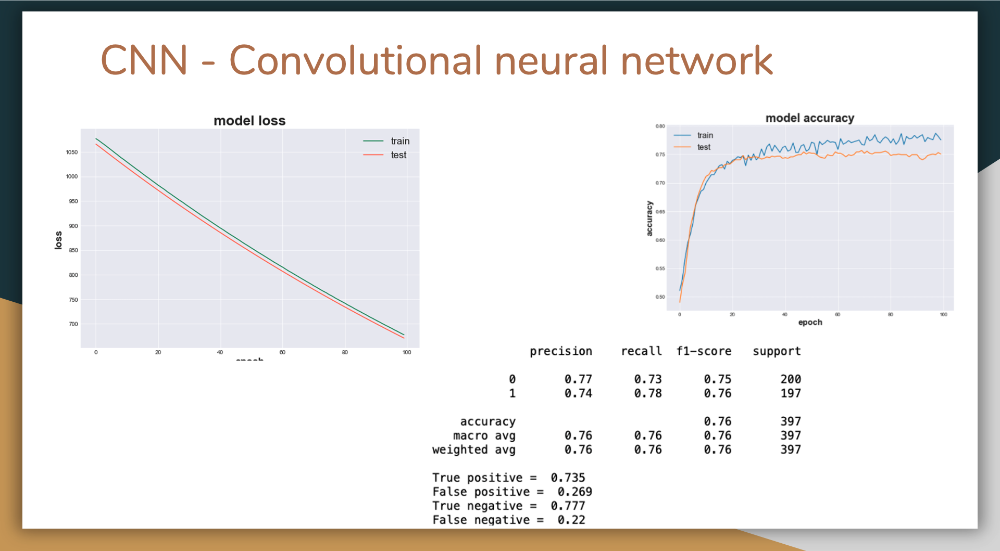 CNN - Convolutional neural network
model loss
train
test
1050
1000
950
900
850
800
750
700
loss
0 20 40 60 80 100
epoch
model accuracy
train
test
0.80
0.75
0.70
0.65
0.60
0.55
0.50
accuracy
0 20 40 60 80 100
epoch
precision recall f1-score support
0 0.77 0.73 0.75 200
1 0.74 0.78 0.76 197
accuracy 0.76 397
macro avg 0.76 0.76 0.76 397
weighted avg 0.76 0.76 0.76 397
True positive = 0.735
False positive = 0.269
True negative = 0.777
False negative = 0.22